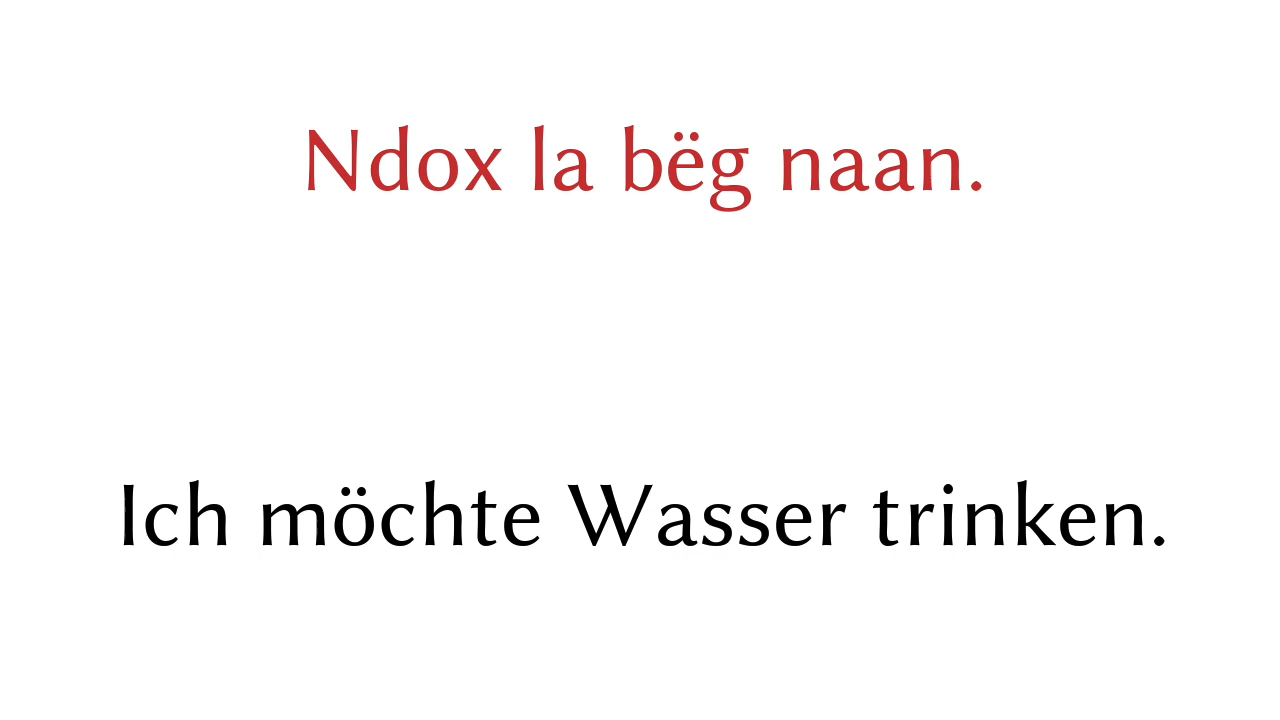 Ndox la bëg naan.
Ich möchte Wasser trinken.